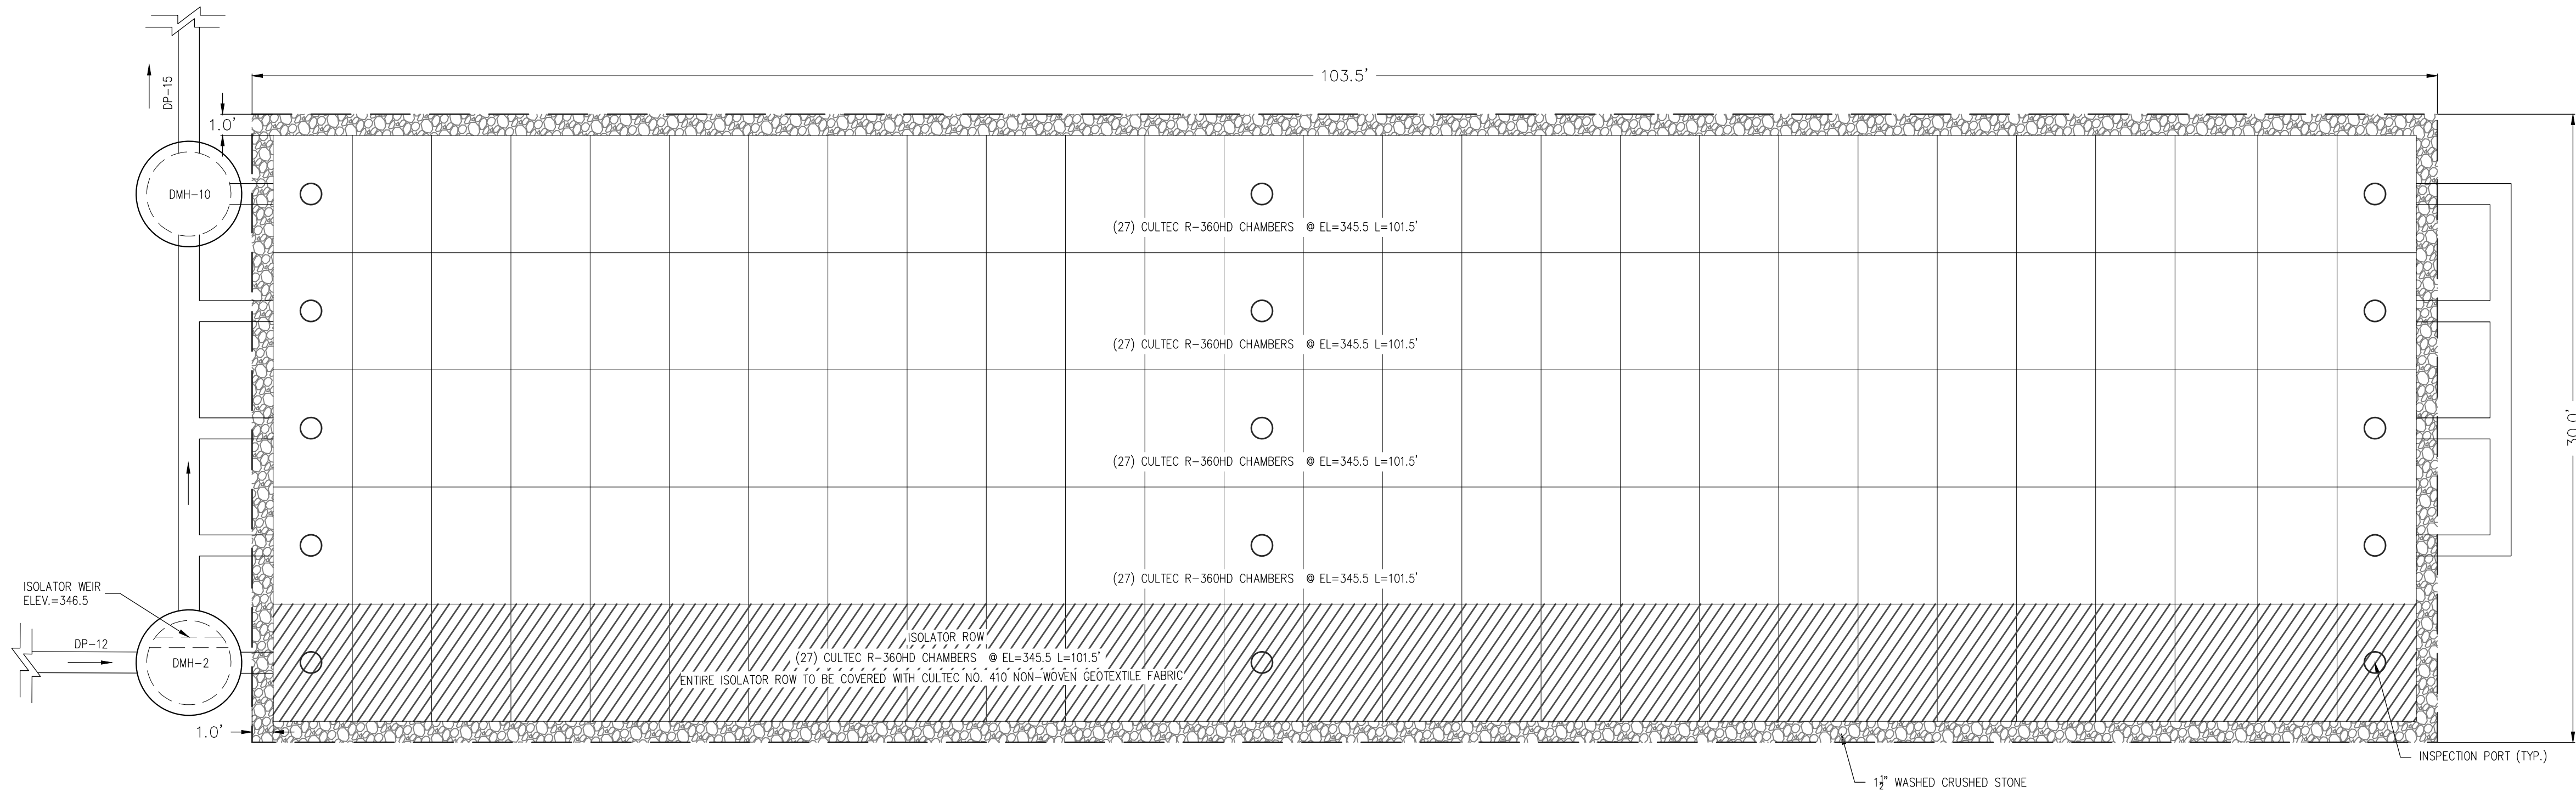 103.5'
DP-15
1.0'
DMH-10
(27) CULTEC R-360HD CHAMBERS @ EL=345.5 L=101.5'
(27) CULTEC R-360HD CHAMBERS @ EL=345.5 L=101.5'
30.0'
(27) CULTEC R-360HD CHAMBERS @ EL=345.5 L=101.5'
(27) CULTEC R-360HD CHAMBERS @ EL=345.5 L=101.5'
ISOLATOR WEIR
ELEV.=346.5
DP-12
DMH-2
ISOLATOR ROW
(27) CULTEC R-360HD CHAMBERS @ EL=345.5 L=101.5'
ENTIRE ISOLATOR ROW TO BE COVERED WITH CULTEC NO. 410 NON-WOVEN GEOTEXTILE FABRIC
1.0'
INSPECTION PORT (TYP.)
1½" WASHED CRUSHED STONE